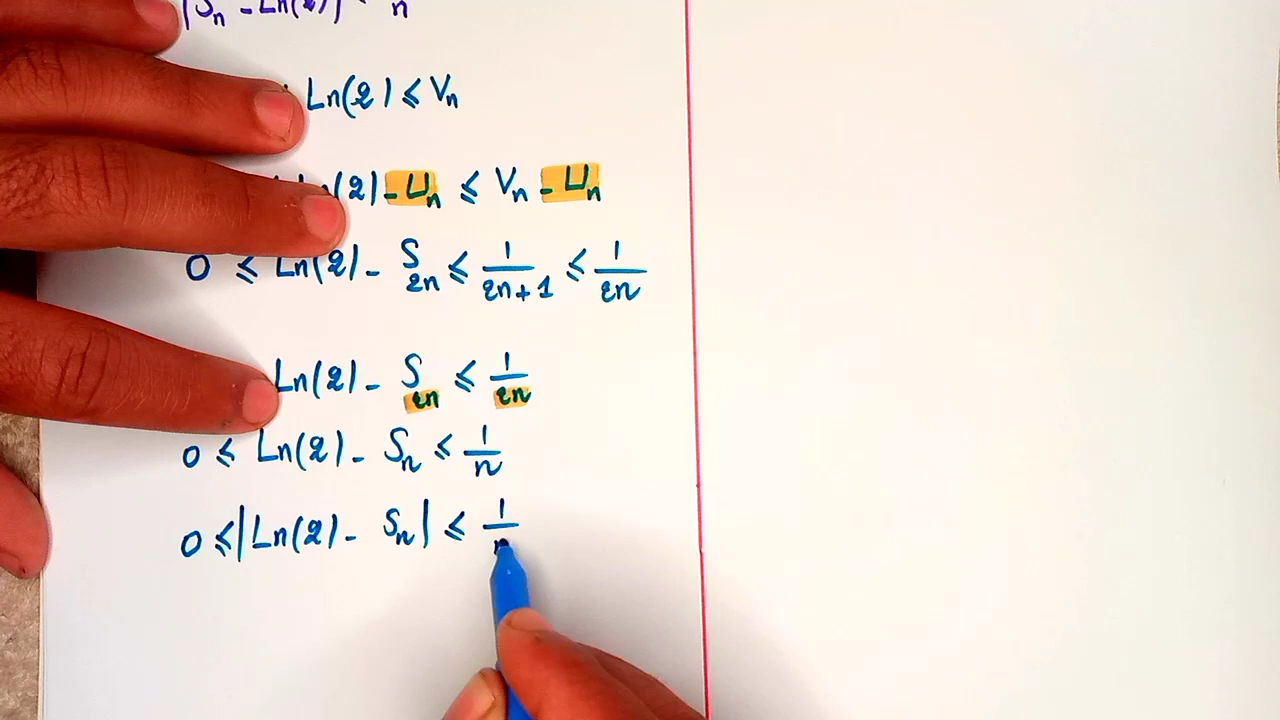 |Sₙ - Ln(2)| n
Ln(2) ≤ Vₙ
Ln(2) - Uₙ ≤ Vₙ - Uₙ
0 ≤ Ln(2) - S₂ₙ ≤ 1/(2n+1) ≤ 1/2n
Ln(2) - S₂ₙ ≤ 1/2n
0 ≤ Ln(2) - Sₙ ≤ 1/n
0 ≤ |Ln(2) - Sₙ| ≤ 1/n